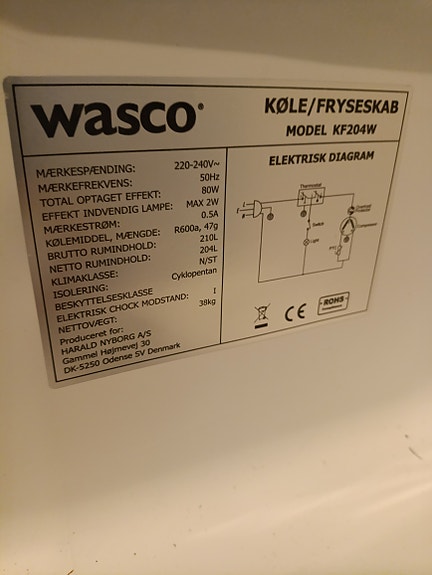 wasco
KØLE/FRYSESKAB
MODEL KF204W
MÆRKESPÆNDING: 220-240V~
MÆRKEFREKVENS: 50Hz
TOTAL OPTAGET EFFEKT: 80W
EFFEKT INDVENDIG LAMPE: MAX 2W
MÆRKESTRØM: 0.5A
KØLEMIDDEL, MÆNGDE: R600a, 47g
BRUTTO RUMINDHOLD: 210L
NETTO RUMINDHOLD: 204L
KLIMAKLASSE: N/ST
ISOLERING: Cyklopentan
BESKYTTELSESKLASSE
ELEKTRISK CHOCK MODSTAND: I
NETTOVÆGT: 38kg
Produceret for:
HARALD NYBORG A/S
Gammel Højmevej 30
DK-5250 Odense SV Denmark
ELEKTRISK DIAGRAM
Thermostat
Switch
Light
Compressor
PTC
CE
ROHS